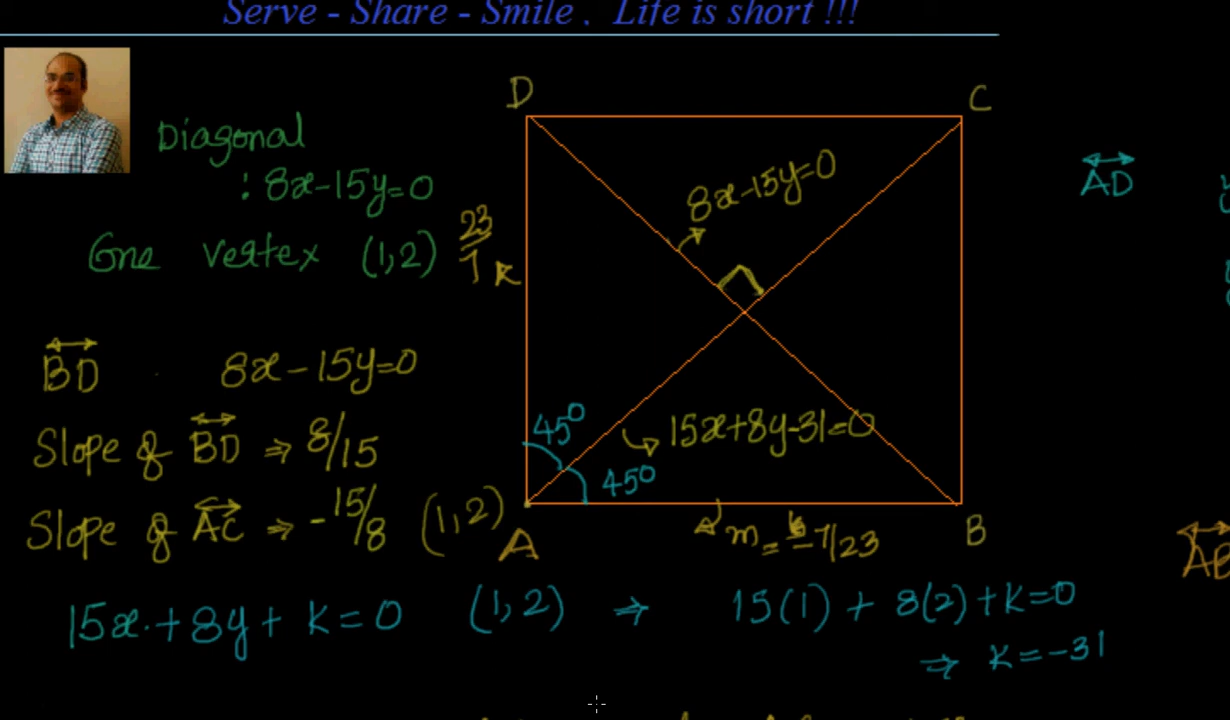 Serve - Share - Smile . Life is short !!!
D
C
Diagonal
: 8x-15y=0
8x-15y=0
AD
One vertex (1,2)
23/7
BD 8x-15y=0
Slope of BD ⇒ 8/15
45°
15x+8y-31=0
45°
Slope of AC ⇒ -15/8 (1,2)
A
m = -7/23
B
AB
15x+8y+k=0 (1,2) ⇒ 15(1) + 8(2)+k=0
⇒ k=-31